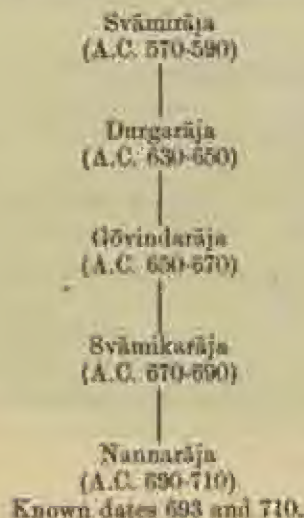 Svāmirāja
(A.C. 570-590)
Durgarāja
(A.C. 630-650)
Gōvindarāja
(A.C. 650-670)
Svāmikarāja
(A.C. 670-690)
Nannarāja
(A.C. 690-710)
Known dates 693 and 710.